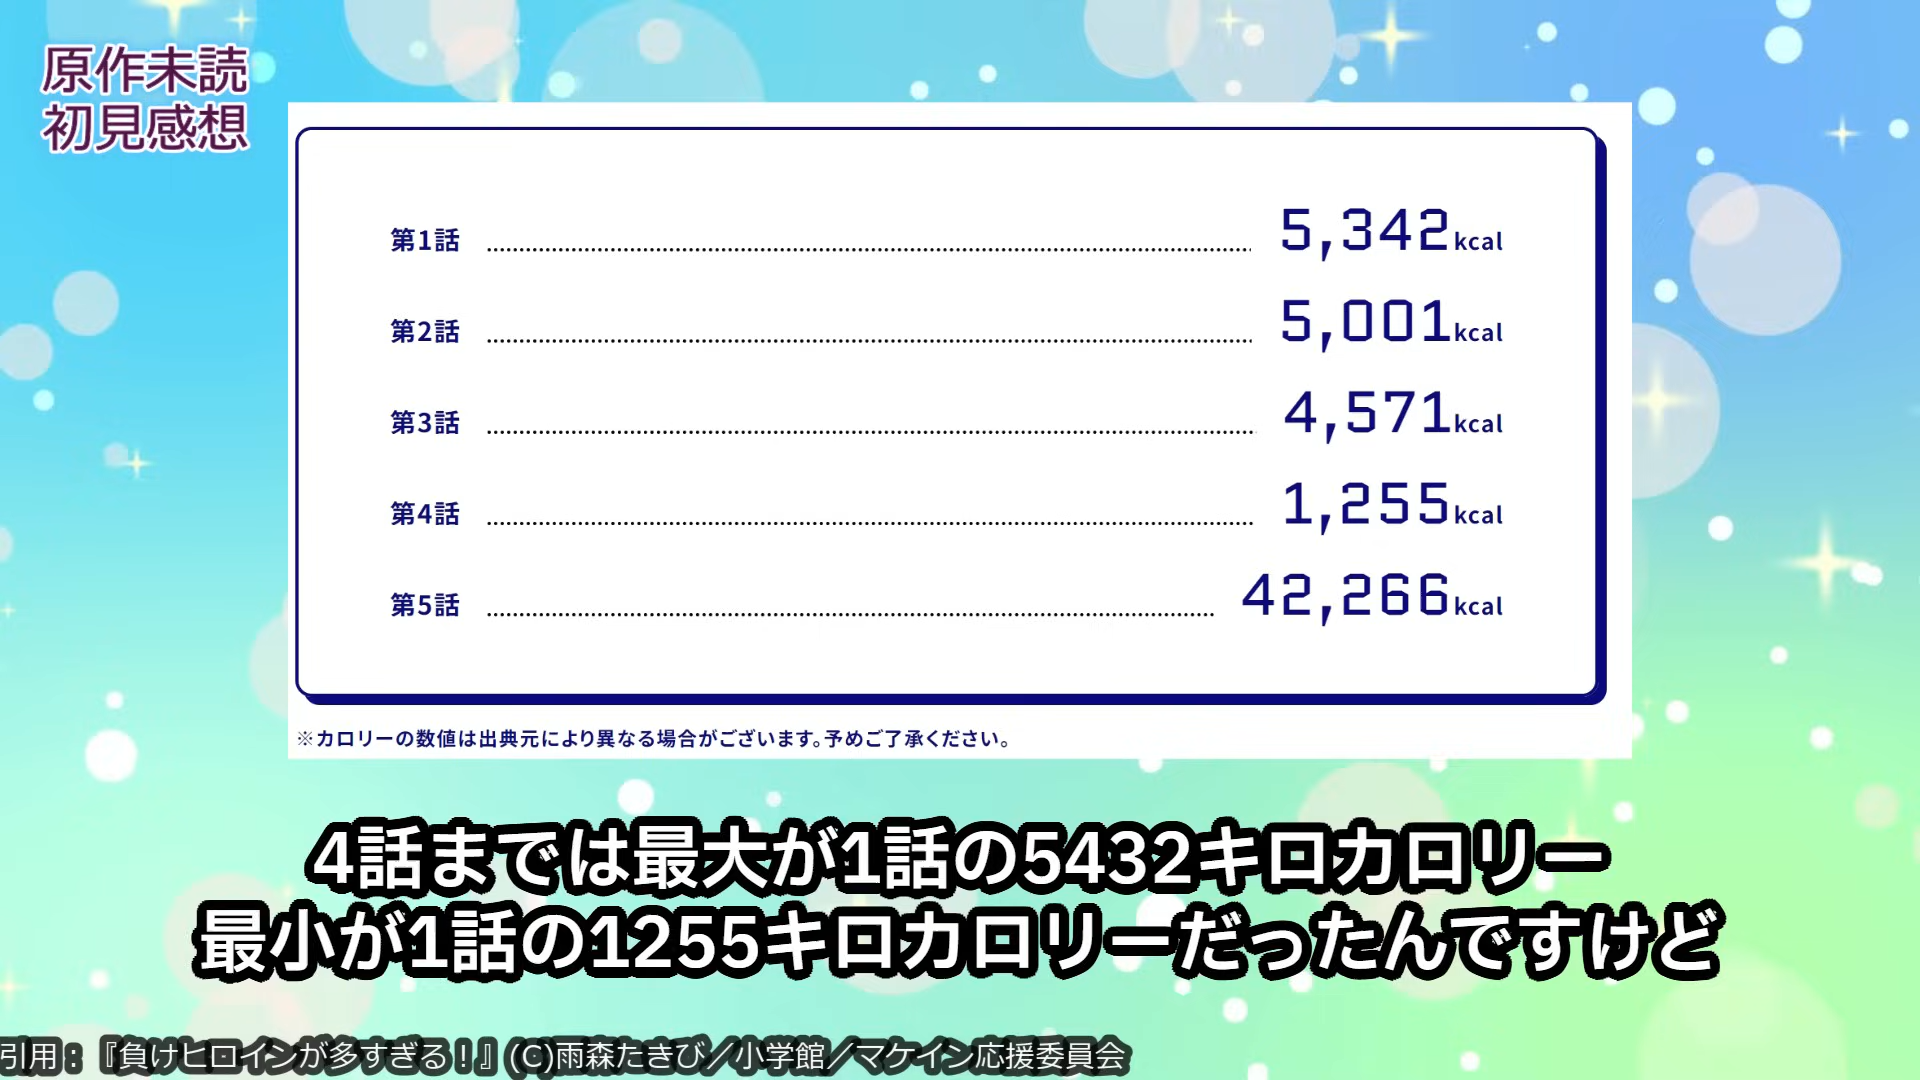 原作未読
初見感想
第1話 5,342kcal
第2話 5,001kcal
第3話 4,571kcal
第4話 1,255kcal
第5話 42,266kcal
※カロリーの数値は出典元により異なる場合がございます。予めご了承ください。
4話までは最大が1話の5432キロカロリー
最小が1話の1255キロカロリーだったんですけど
引用：『負けヒロインが多すぎる！』(C)雨森たきび／小学館／マケイン応援委員会